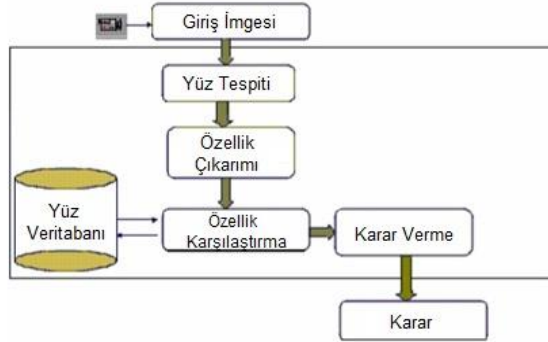 Giriş İmgesi
Yüz Tespiti
Özellik
Çıkarımı
Yüz
Veritabanı
Özellik
Karşılaştırma
Karar Verme
Karar